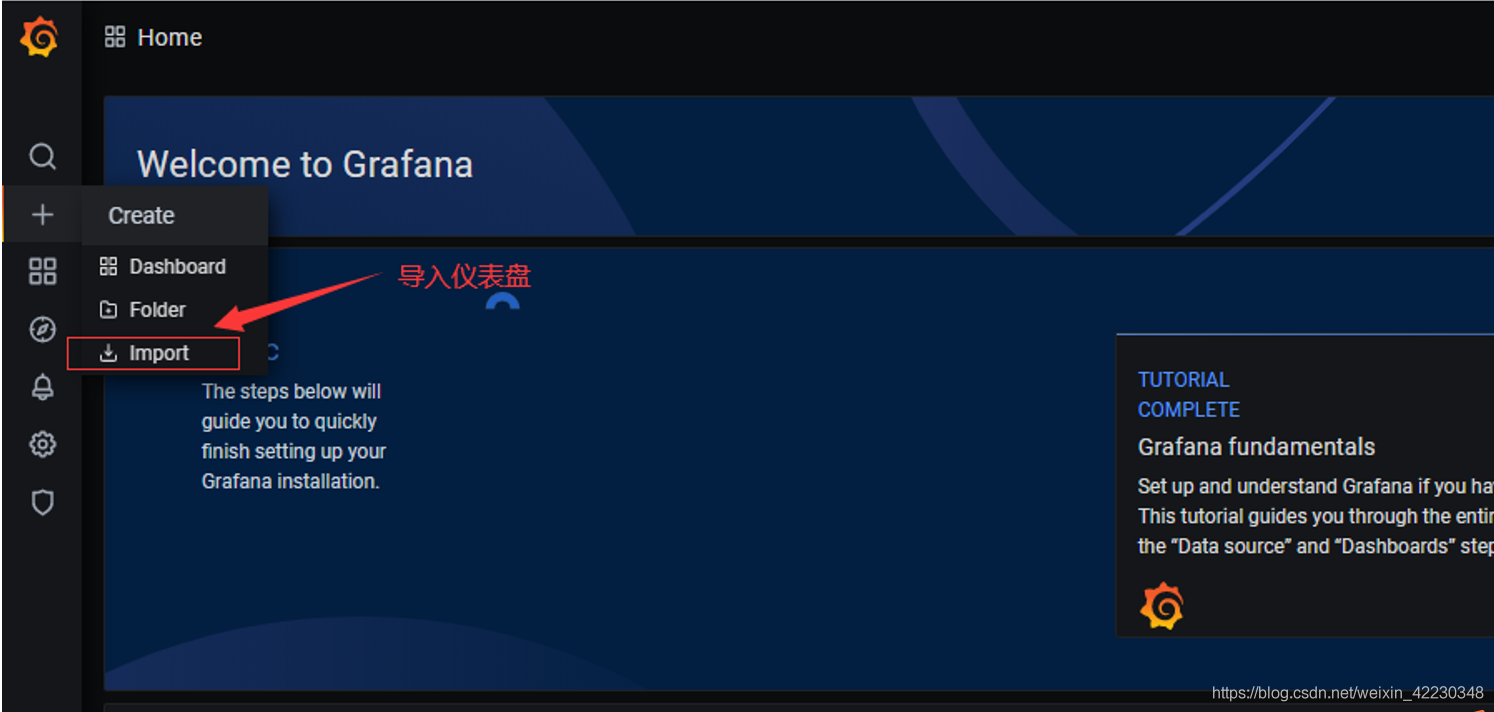 Home
Welcome to Grafana
Create
Dashboard
Folder
Import
导入仪表盘
C
The steps below will
guide you to quickly
finish setting up your
Grafana installation.
TUTORIAL
COMPLETE
Grafana fundamentals
Set up and understand Grafana if you ha
This tutorial guides you through the entir
the “Data source” and “Dashboards” step
https://blog.csdn.net/weixin_42230348